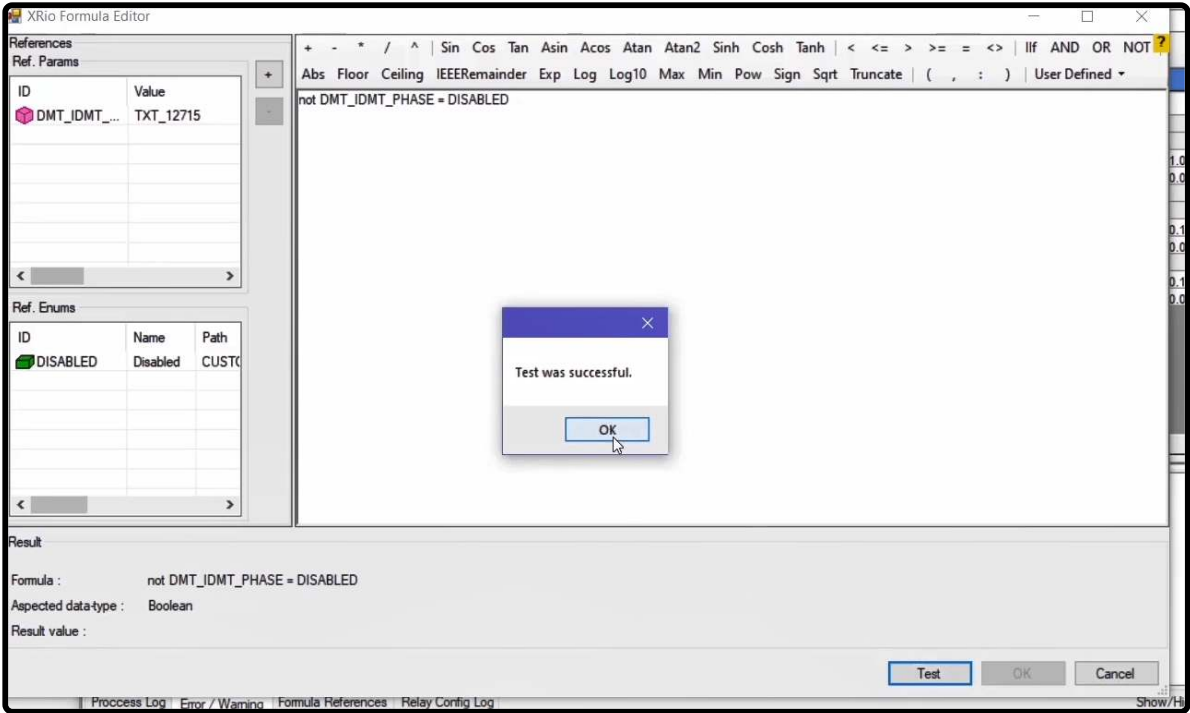 XRio Formula Editor
References
Ref. Params
ID Value
DMT_IDMT_... TXT_12715
+
-
+ - * / ^ | Sin Cos Tan Asin Acos Atan Atan2 Sinh Cosh Tanh | < <= > >= = <> | IIf AND OR NOT ?
Abs Floor Ceiling IEEERemainder Exp Log Log10 Max Min Pow Sign Sqrt Truncate | ( , : ) | User Defined
not DMT_IDMT_PHASE = DISABLED
Ref. Enums
ID Name Path
DISABLED Disabled CUST
Test was successful.
OK
Result
Formula : not DMT_IDMT_PHASE = DISABLED
Aspected data-type : Boolean
Result value :
Test OK Cancel
Proccess Log Error / Warning Formula References Relay Config Log Show/Hi